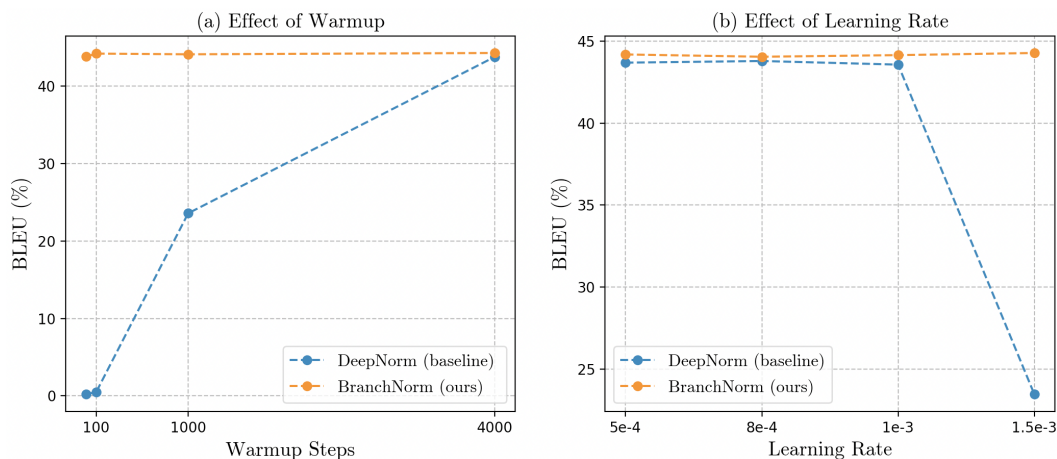 (a) Effect of Warmup
BLEU (%)
40
30
20
10
0
100
1000
4000
Warmup Steps
DeepNorm (baseline)
BranchNorm (ours)
(b) Effect of Learning Rate
BLEU (%)
45
40
35
30
25
5e-4
8e-4
1e-3
1.5e-3
Learning Rate
DeepNorm (baseline)
BranchNorm (ours)